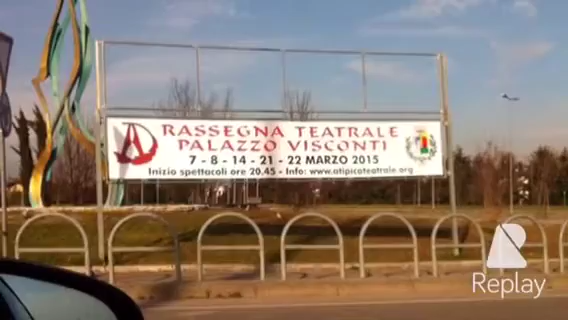 RASSEGNA TEATRALE
PALAZZO VISCONTI
7 - 8 - 14 - 21 - 22 MARZO 2015
Inizio spettacoli ore 20.45 - Info: www.atipicateatrale.org
Replay